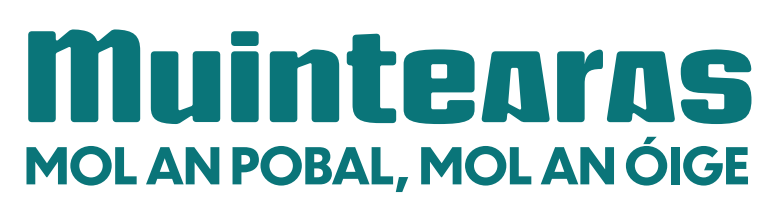 Muintearas
MOL AN POBAL, MOL AN ÓIGE